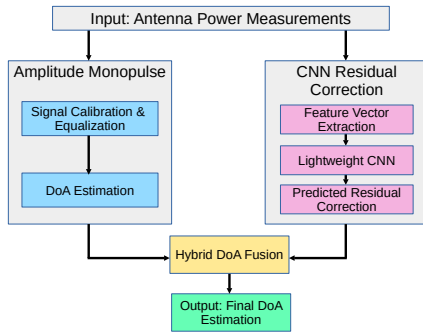 Input: Antenna Power Measurements
Amplitude Monopulse
Signal Calibration &
Equalization
DoA Estimation
CNN Residual
Correction
Feature Vector
Extraction
Lightweight CNN
Predicted Residual
Correction
Hybrid DoA Fusion
Output: Final DoA
Estimation